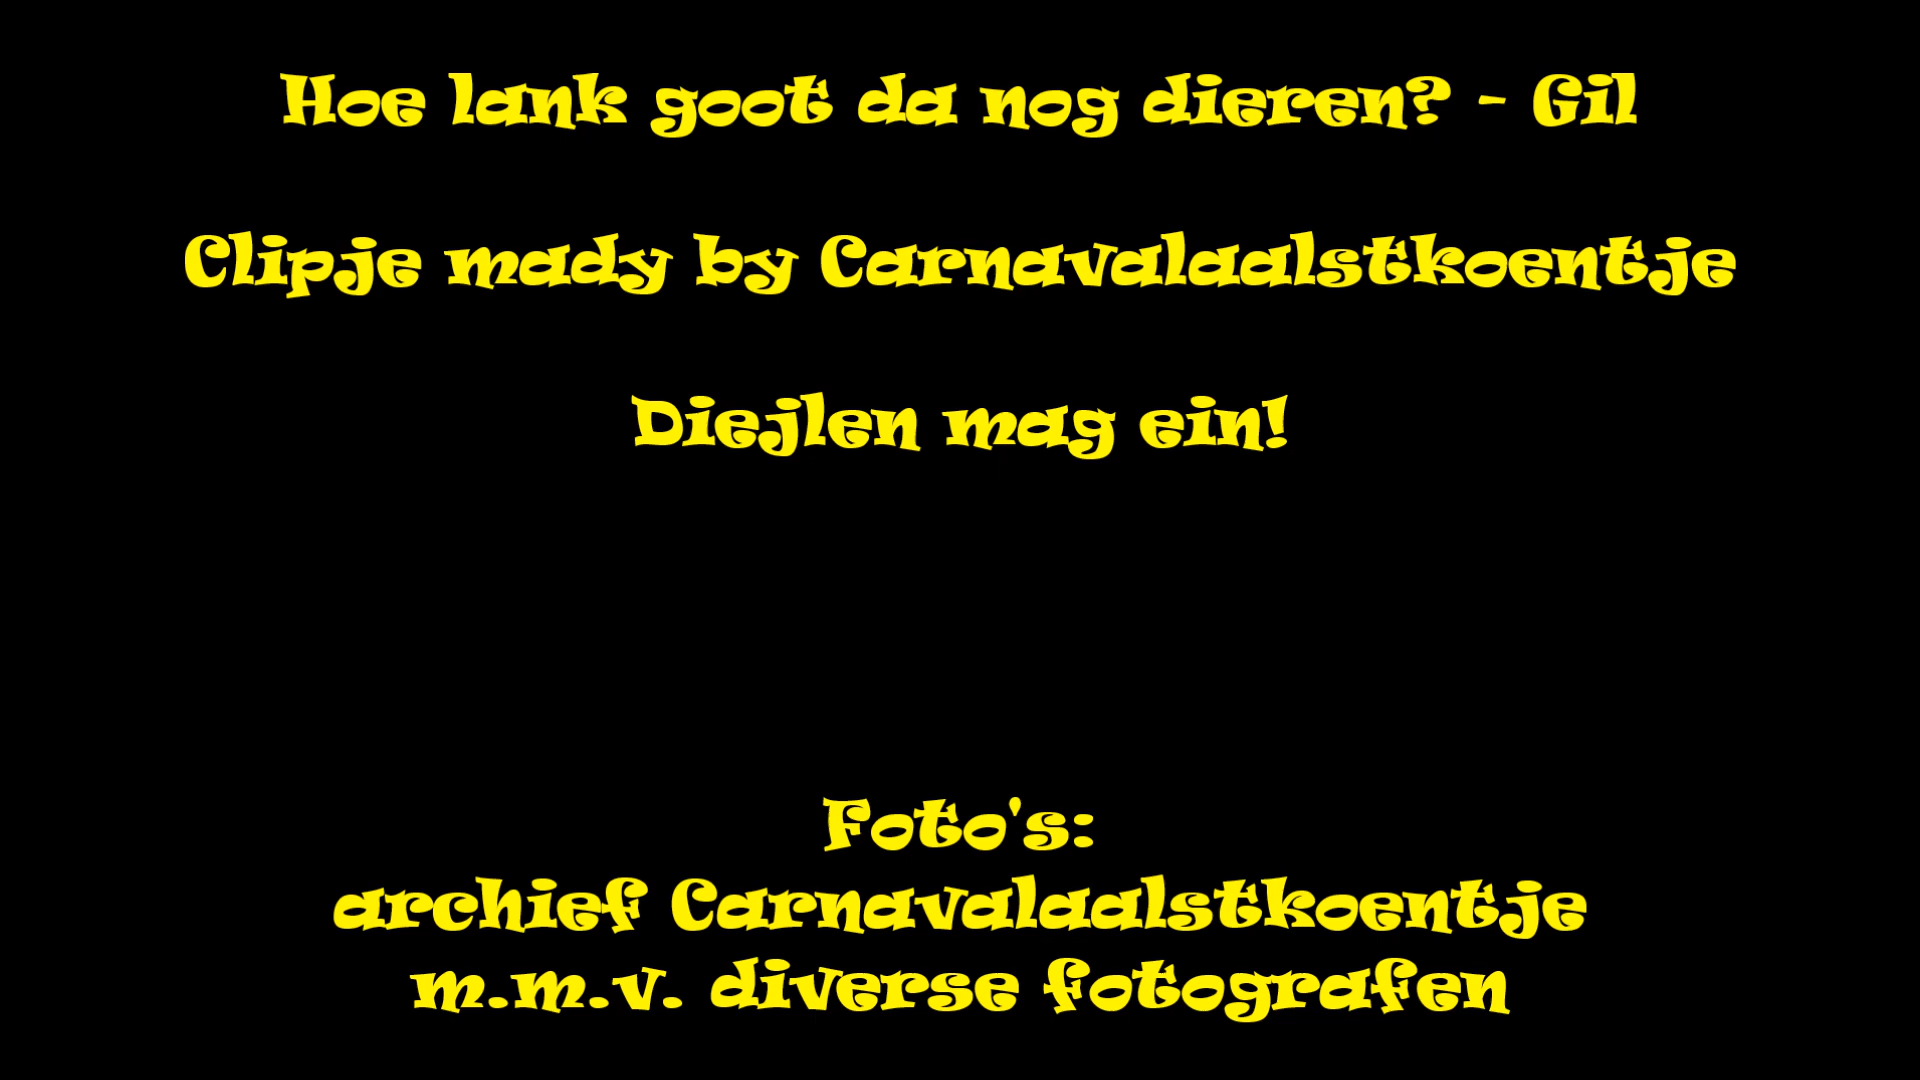 Hoe lank goot da nog dieren? - Gil
Clipje mady by Carnavalaalstkoentje
Diejlen mag ein!
Foto's:
archief Carnavalaalstkoentje
m.m.v. diverse fotografen